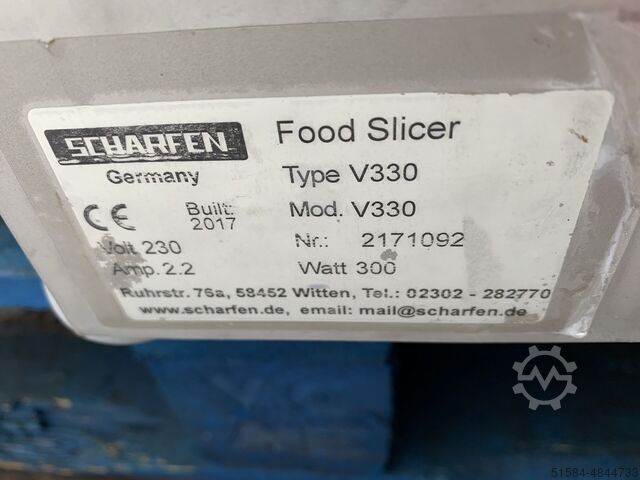 SCHARFEN
Germany
Food Slicer
Type V330
Mod. V330
CE
Built:
2017
Nr.: 2171092
Volt 230
Amp. 2.2
Watt 300
Ruhrstr. 76a, 58452 Witten, Tel.: 02302 - 282770
www.scharfen.de, email: mail@scharfen.de
51584-4844733